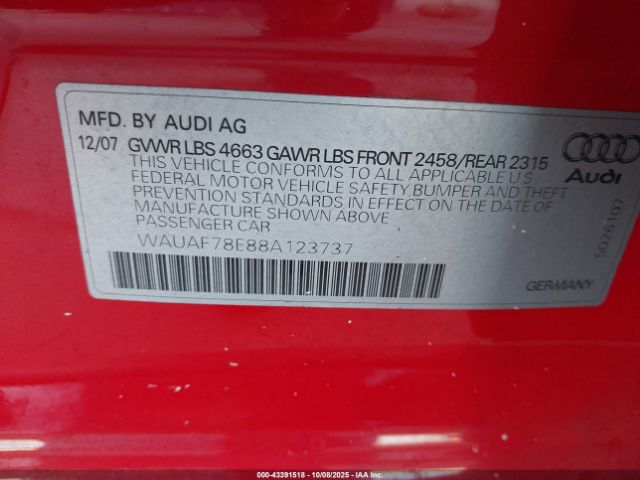 MFD. BY AUDI AG
12/07 GVWR LBS 4663 GAWR LBS FRONT 2458/REAR 2315
THIS VEHICLE CONFORMS TO ALL APPLICABLE U S
FEDERAL MOTOR VEHICLE SAFETY BUMPER AND THEFT
PREVENTION STANDARDS IN EFFECT ON THE DATE OF
MANUFACTURE SHOWN ABOVE
PASSENGER CAR
WAUAF78E88A123737
Audi
5026107
GERMANY
000-43391518 | 10/08/2025 | IAAI, Inc.